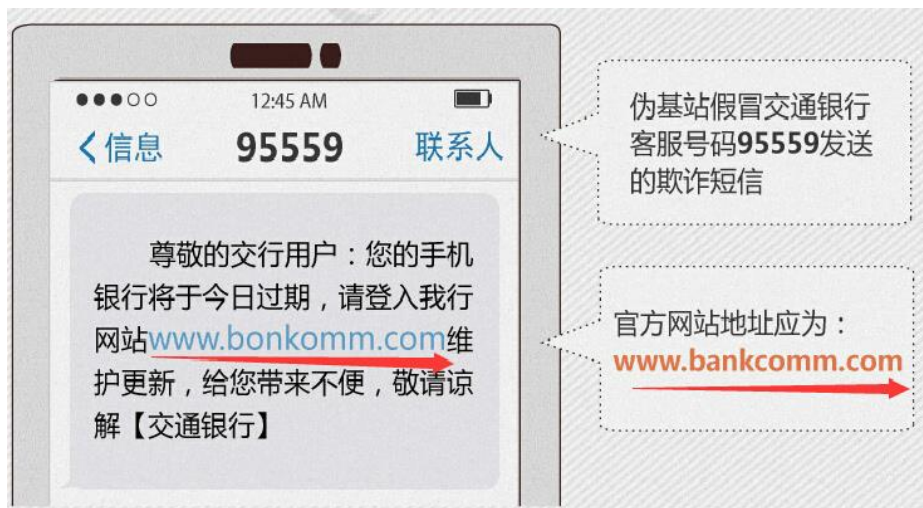 12:45 AM
信息
95559
联系人
尊敬的交行用户：您的手机
银行将于今日过期，请登入我行
网站www.bonkomm.com维
护更新，给您带来不便，敬请谅
解【交通银行】
伪基站假冒交通银行
客服号码95559发送
的欺诈短信
官方网站地址应为：
www.bankcomm.com